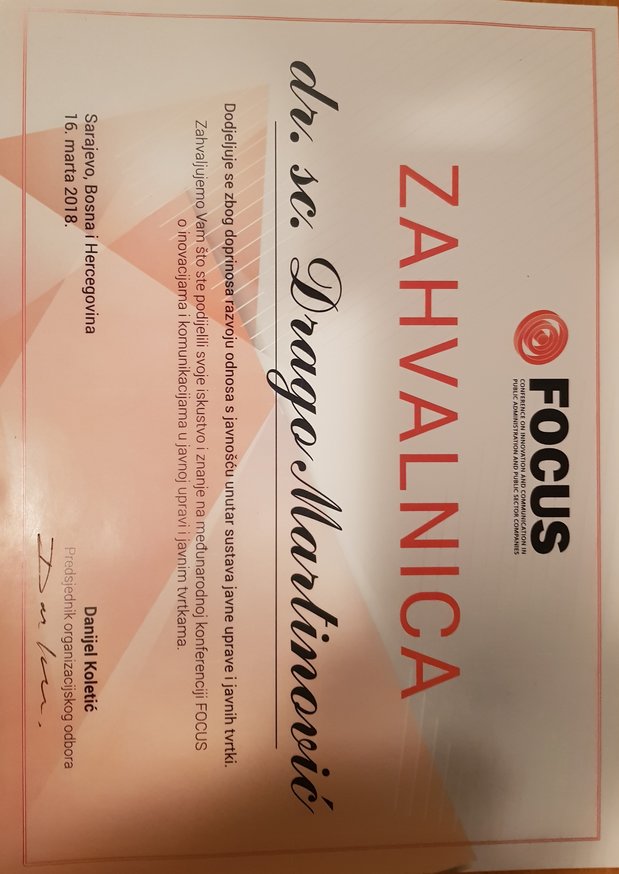 FOCUS
CONFERENCE ON INNOVATION AND COMMUNICATION IN
PUBLIC ADMINISTRATION AND PUBLIC SECTOR COMPANIES
ZAHVALNICA
dr. sc. Drago Martinović
Dodjeljuje se zbog doprinosa razvoju odnosa s javnošću unutar sustava javne uprave i javnih tvrtki.
Zahvaljujemo Vam što ste podijelili svoje iskustvo i znanje na međunarodnoj konferenciji FOCUS
o inovacijama i komunikacijama u javnoj upravi i javnim tvrtkama.
Sarajevo, Bosna i Hercegovina
16. marta 2018.
Danijel Koletić
Predsjednik organizacijskog odbora